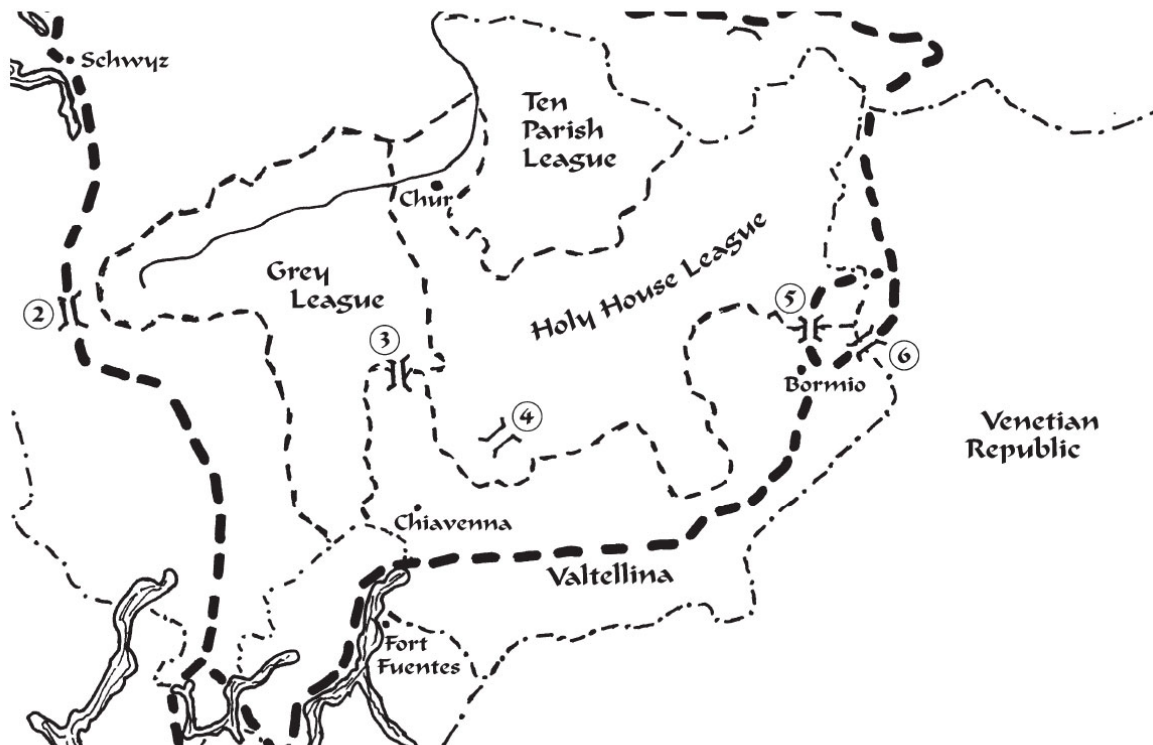 Schwyz
Ten
Parish
League
Chur
Grey
League
Holy House League
2
3
4
5
6
Bormio
Venetian
Republic
Chiavenna
Valtellina
Fort
Fuentes